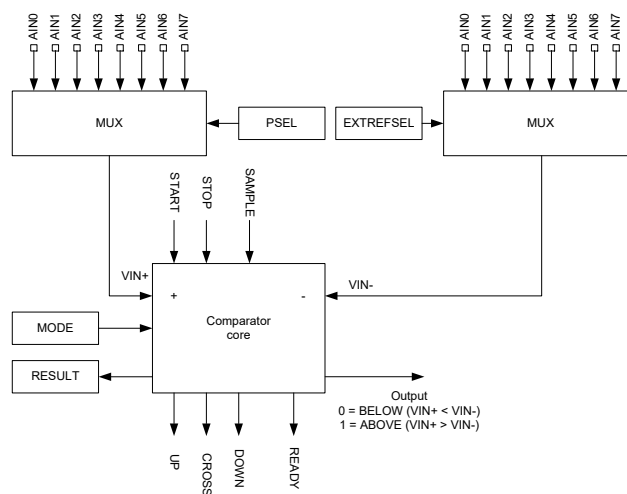 AIN0
AIN1
AIN2
AIN3
AIN4
AIN5
AIN6
AIN7
AIN0
AIN1
AIN2
AIN3
AIN4
AIN5
AIN6
AIN7
MUX
PSEL
EXTREFSEL
MUX
START
STOP
SAMPLE
VIN+
VIN-
+
-
MODE
Comparator
core
RESULT
Output
0 = BELOW (VIN+ < VIN-)
1 = ABOVE (VIN+ > VIN-)
UP
CROSS
DOWN
READY